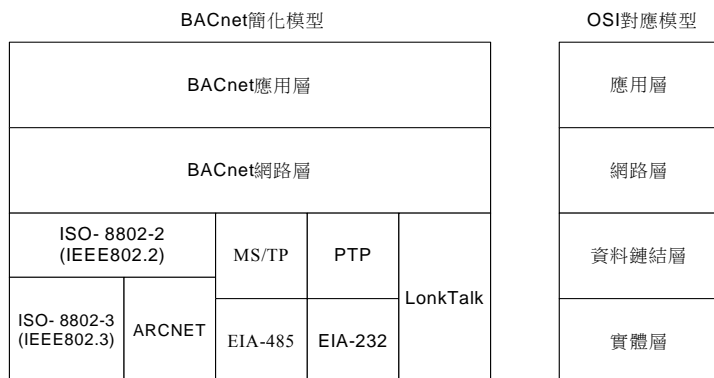 BACnet簡化模型
OSI對應模型
BACnet應用層
應用層
BACnet網路層
網路層
ISO- 8802-2
(IEEE802.2)
MS/TP
PTP
LonkTalk
資料鏈結層
ISO- 8802-3
(IEEE802.3)
ARCNET
EIA-485
EIA-232
實體層